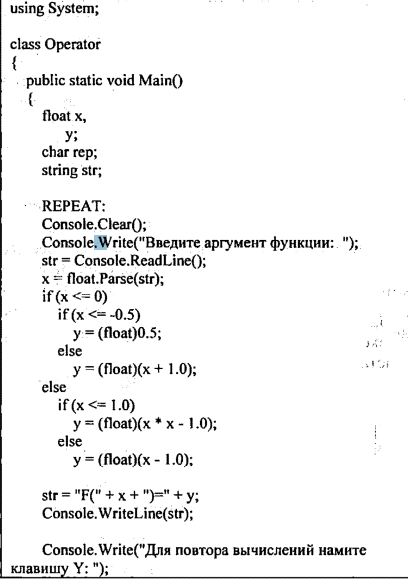 using System;
class Operator
{
public static void Main()
{
float x,
y;
char rep;
string str;
REPEAT:
Console.Clear();
Console.Write("Введите аргумент функции: ");
str = Console.ReadLine();
x = float.Parse(str);
if (x <= 0)
if (x <= -0.5)
y = (float)0.5;
else
y = (float)(x + 1.0);
else
if (x <= 1.0)
y = (float)(x * x - 1.0);
else
y = (float)(x - 1.0);
str = "F(" + x + ")=" + y;
Console.WriteLine(str);
Console.Write("Для повтора вычислений намите
клавишу Y: ");